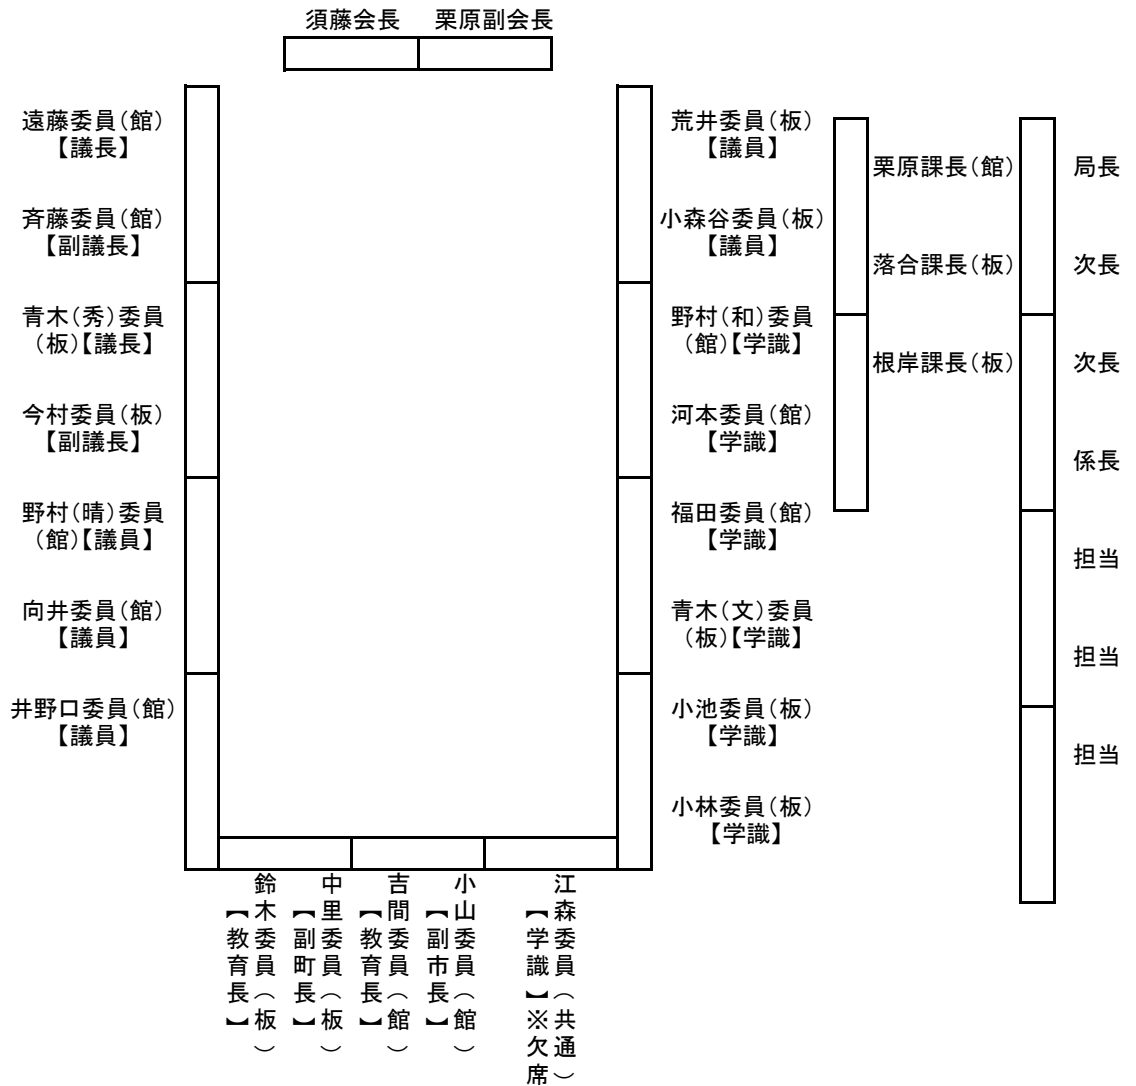 須藤会長 栗原副会長
遠藤委員(館)
【議長】
斉藤委員(館)
【副議長】
青木(秀)委員
(板)【議長】
今村委員(板)
【副議長】
野村(晴)委員
(館)【議員】
向井委員(館)
【議員】
井野口委員(館)
【議員】
荒井委員(板)
【議員】
小森谷委員(板)
【議員】
野村(和)委員
(館)【学識】
河本委員(館)
【学識】
福田委員(館)
【学識】
青木(文)委員
(板)【学識】
小池委員(板)
【学識】
小林委員(板)
【学識】
栗原課長(館)
落合課長(板)
根岸課長(板)
局長
次長
次長
係長
担当
担当
担当
鈴木委員(板)
【教育長】
中里委員(板)
【副町長】
吉間委員(館)
【教育長】
小山委員(館)
【副市長】
江森委員(共通)
【学識】※欠席